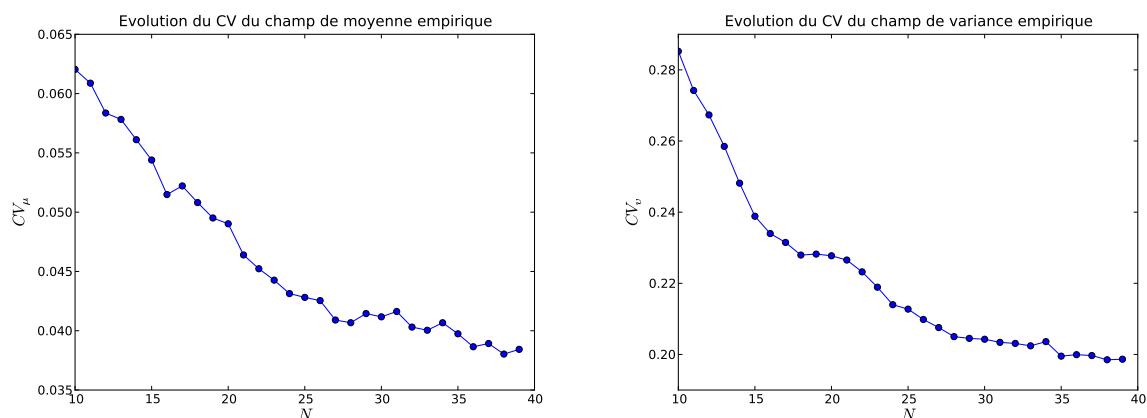 Evolution du CV du champ de moyenne empirique
0.065
0.060
0.055
0.050
0.045
0.040
0.035
10 15 20 25 30 35 40
CVμ
N
Evolution du CV du champ de variance empirique
0.28
0.26
0.24
0.22
0.20
10 15 20 25 30 35 40
CVv
N